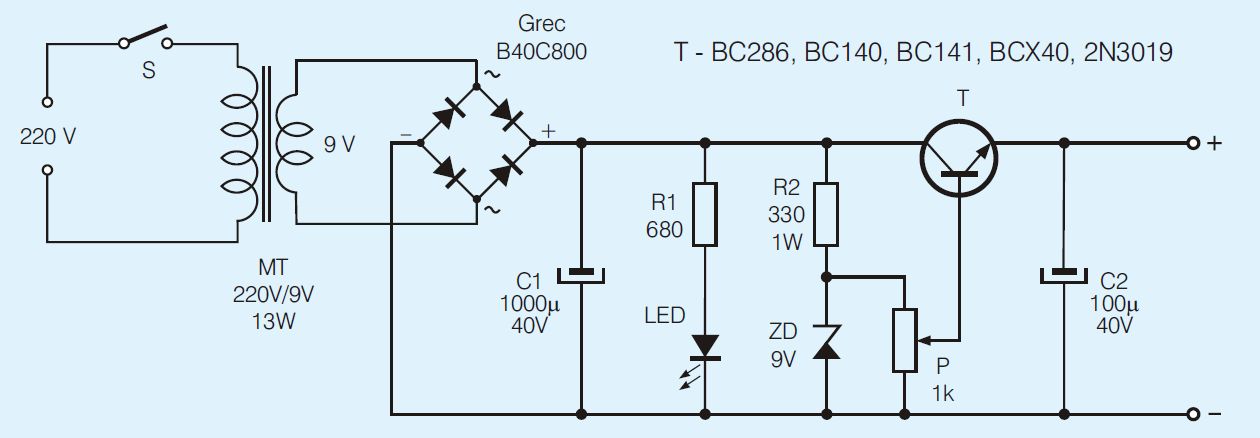 Grec
B40C800
T - BC286, BC140, BC141, BCX40, 2N3019
S
T
~
220 V
9 V
−
+
+
R1
680
R2
330
1W
~
MT
220V/9V
13W
C1
1000µ
40V
LED
ZD
9V
P
1k
C2
100µ
40V
−